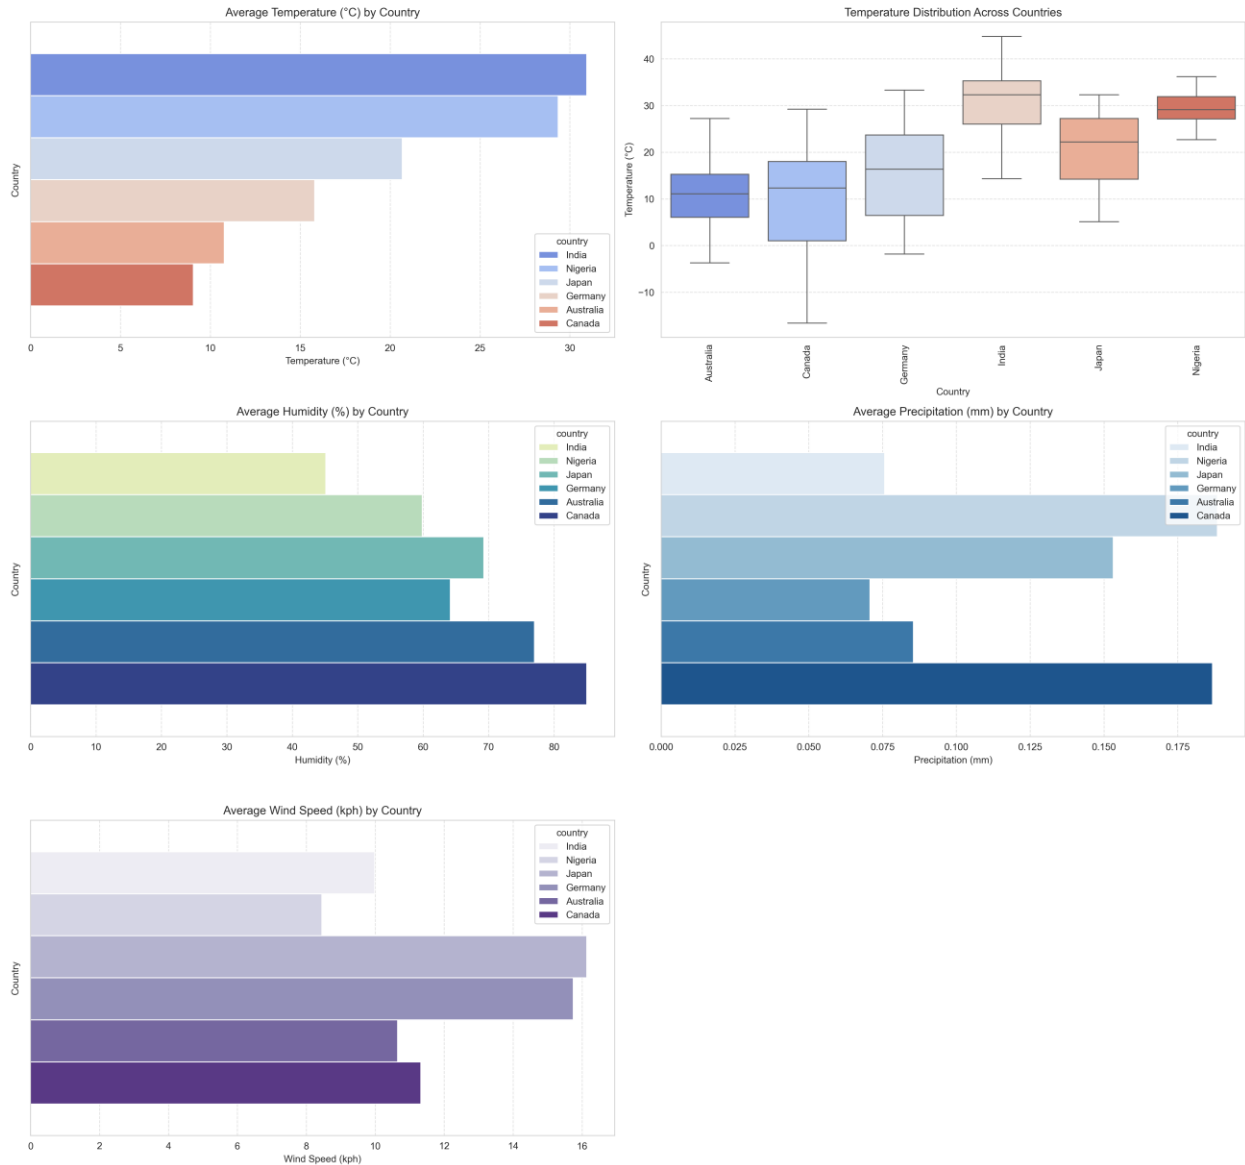 Average Temperature (°C) by Country
Country
country
India
Nigeria
Japan
Germany
Australia
Canada
0 5 10 15 20 25 30
Temperature (°C)
Temperature Distribution Across Countries
Temperature (°C)
40
30
20
10
0
−10
Australia
Canada
Germany
India
Japan
Nigeria
Country
Average Humidity (%) by Country
Country
country
India
Nigeria
Japan
Germany
Australia
Canada
0 10 20 30 40 50 60 70 80
Humidity (%)
Average Precipitation (mm) by Country
Country
country
India
Nigeria
Japan
Germany
Australia
Canada
0.000 0.025 0.050 0.075 0.100 0.125 0.150 0.175
Precipitation (mm)
Average Wind Speed (kph) by Country
Country
country
India
Nigeria
Japan
Germany
Australia
Canada
0 2 4 6 8 10 12 14 16
Wind Speed (kph)